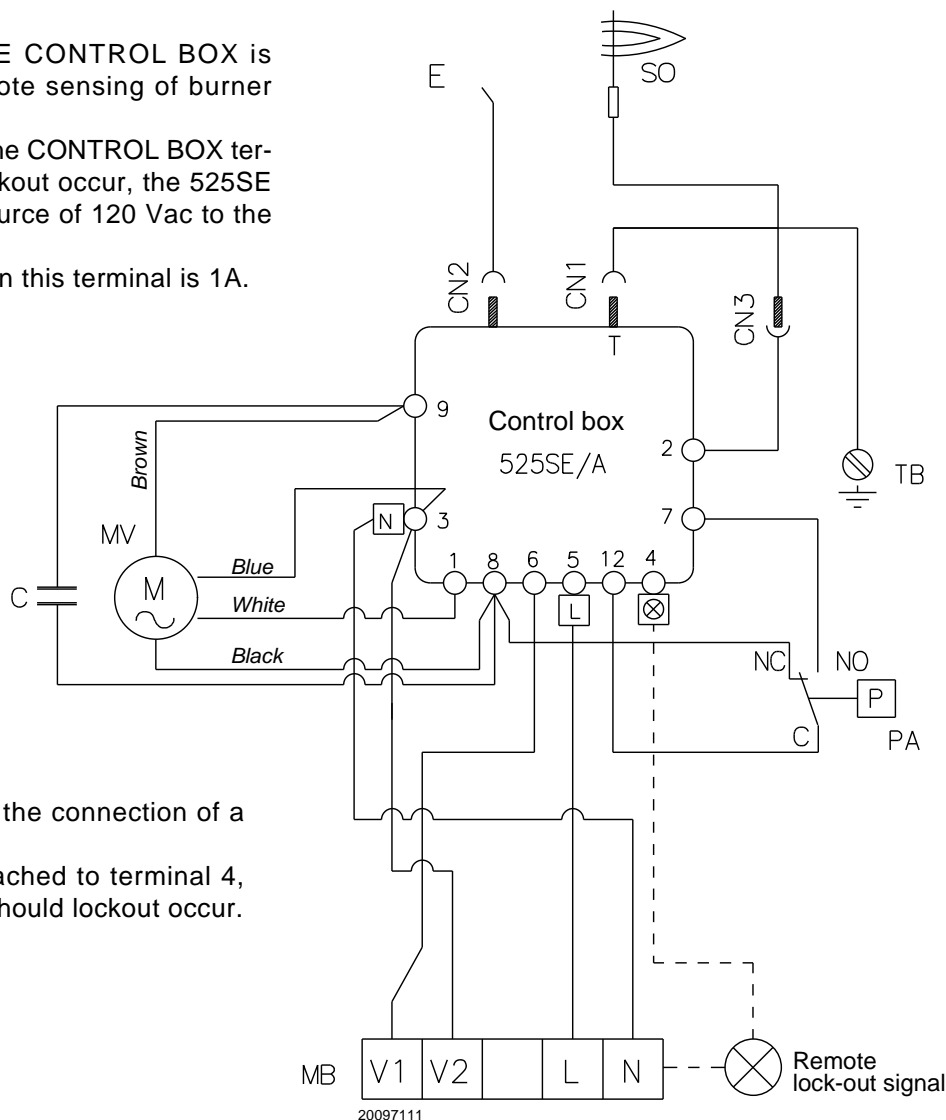 E CONTROL BOX is
ote sensing of burner
he CONTROL BOX ter-
kout occur, the 525SE
urce of 120 Vac to the
n this terminal is 1A.
E
SO
CN2
CN1
CN3
T
9
Control box
525SE/A
2
TB
Brown
N
3
7
MV
M
C
Blue
White
Black
1
8
6
5
12
4
L
NC
NO
P
C
PA
the connection of a
ached to terminal 4,
hould lockout occur.
MB
V1
V2
L
N
Remote
lock-out signal
20097111